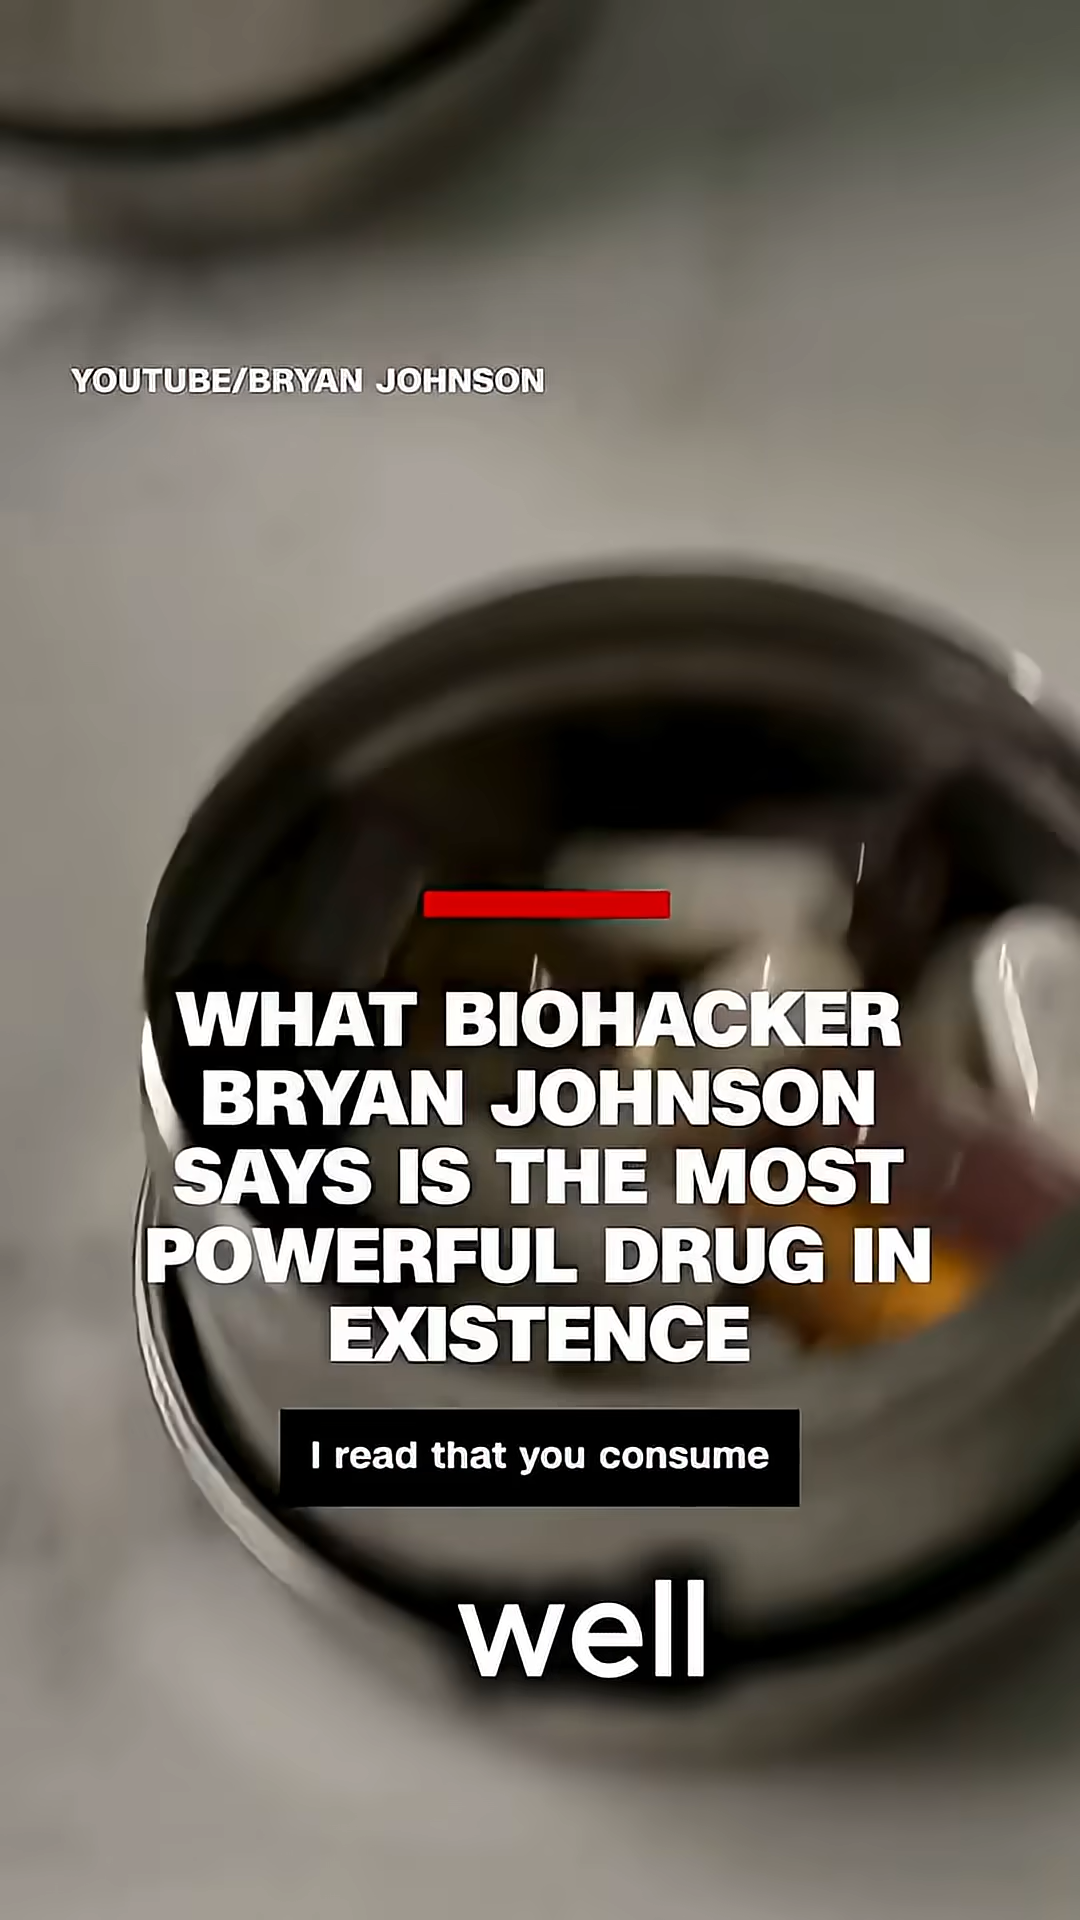 YOUTUBE/BRYAN JOHNSON
WHAT BIOHACKER
BRYAN JOHNSON
SAYS IS THE MOST
POWERFUL DRUG IN
EXISTENCE
I read that you consume
well